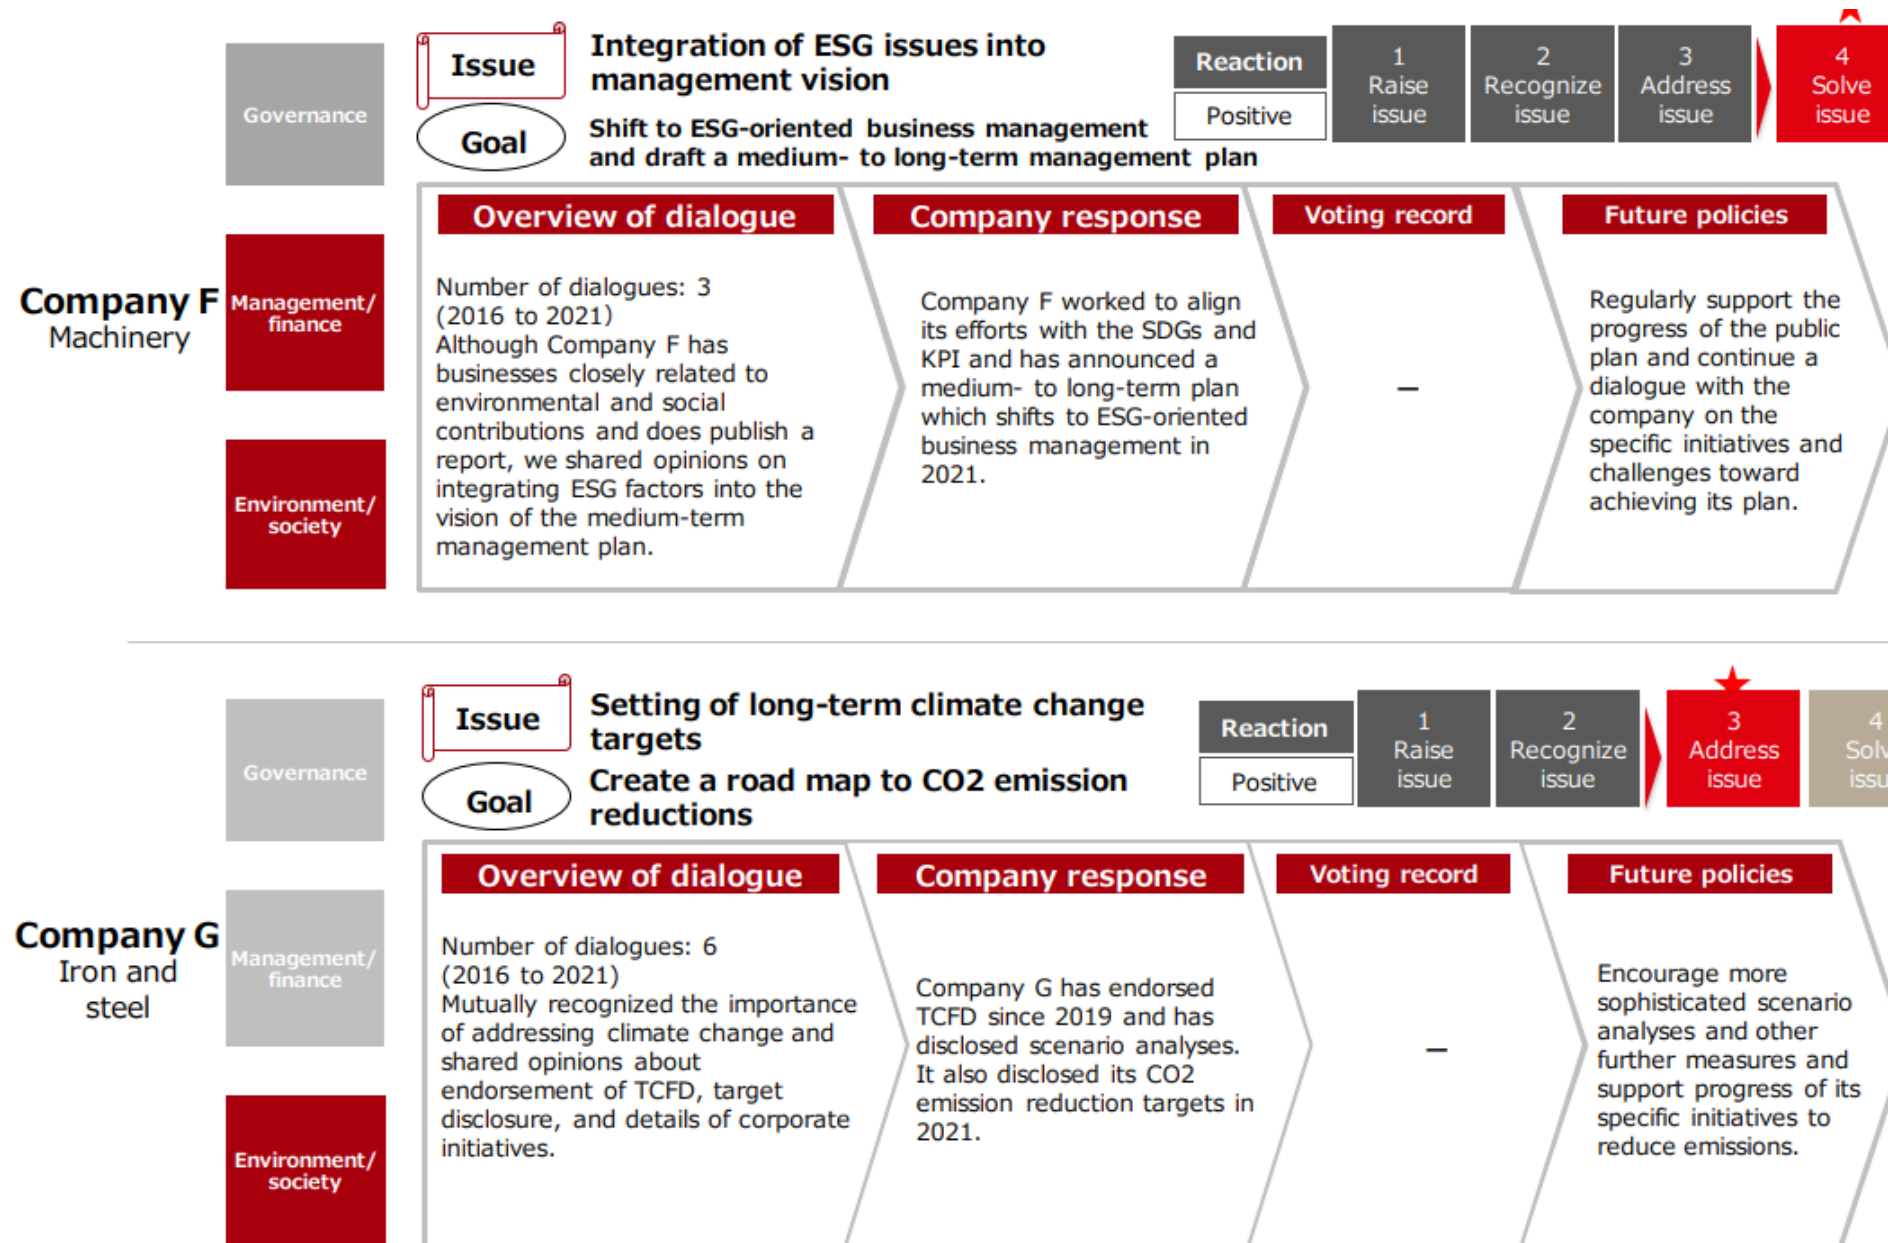 Governance
Issue
Integration of ESG issues into
management vision
Goal
Shift to ESG-oriented business management
and draft a medium- to long-term management plan
Reaction
Positive
1
Raise
issue
2
Recognize
issue
3
Address
issue
4
Solve
issue
Company F
Machinery
Management/
finance
Environment/
society
Overview of dialogue
Number of dialogues: 3
(2016 to 2021)
Although Company F has
businesses closely related to
environmental and social
contributions and does publish a
report, we shared opinions on
integrating ESG factors into the
vision of the medium-term
management plan.
Company response
Company F worked to align
its efforts with the SDGs and
KPI and has announced a
medium- to long-term plan
which shifts to ESG-oriented
business management in
2021.
Voting record
–
Future policies
Regularly support the
progress of the public
plan and continue a
dialogue with the
company on the
specific initiatives and
challenges toward
achieving its plan.
Governance
Issue
Setting of long-term climate change
targets
Goal
Create a road map to CO2 emission
reductions
Reaction
Positive
1
Raise
issue
2
Recognize
issue
3
Address
issue
4
Company G
Iron and
steel
Management/
finance
Environment/
society
Overview of dialogue
Number of dialogues: 6
(2016 to 2021)
Mutually recognized the importance
of addressing climate change and
shared opinions about
endorsement of TCFD, target
disclosure, and details of corporate
initiatives.
Company response
Company G has endorsed
TCFD since 2019 and has
disclosed scenario analyses.
It also disclosed its CO2
emission reduction targets in
2021.
Voting record
–
Future policies
Encourage more
sophisticated scenario
analyses and other
further measures and
support progress of its
specific initiatives to
reduce emissions.